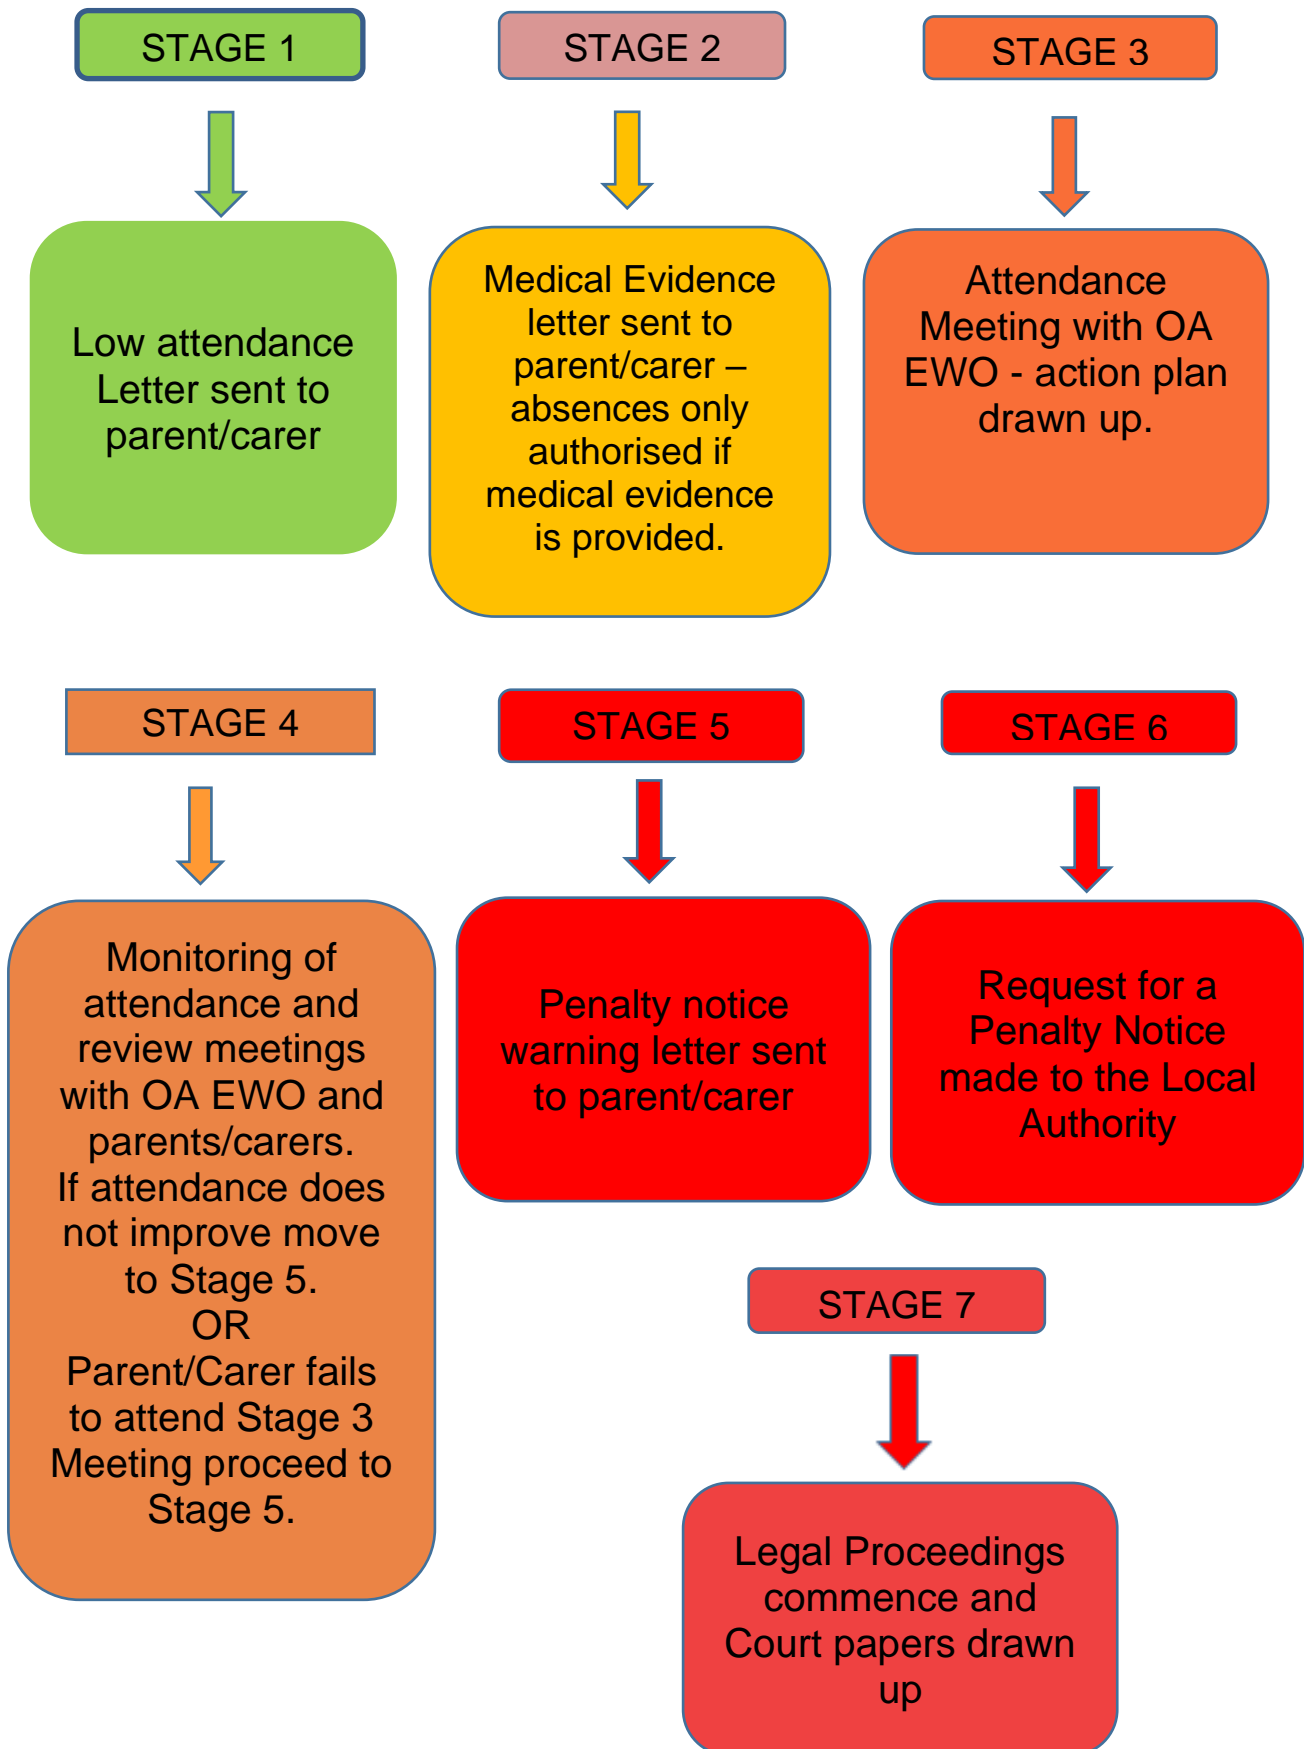 STAGE 1
Low attendance
Letter sent to
parent/carer
STAGE 2
Medical Evidence
letter sent to
parent/carer –
absences only
authorised if
medical evidence
is provided.
STAGE 3
Attendance
Meeting with OA
EWO - action plan
drawn up.
STAGE 4
Monitoring of
attendance and
review meetings
with OA EWO and
parents/carers.
If attendance does
not improve move
to Stage 5.
OR
Parent/Carer fails
to attend Stage 3
Meeting proceed to
Stage 5.
STAGE 5
Penalty notice
warning letter sent
to parent/carer
STAGE 6
Request for a
Penalty Notice
made to the Local
Authority
STAGE 7
Legal Proceedings
commence and
Court papers drawn
up